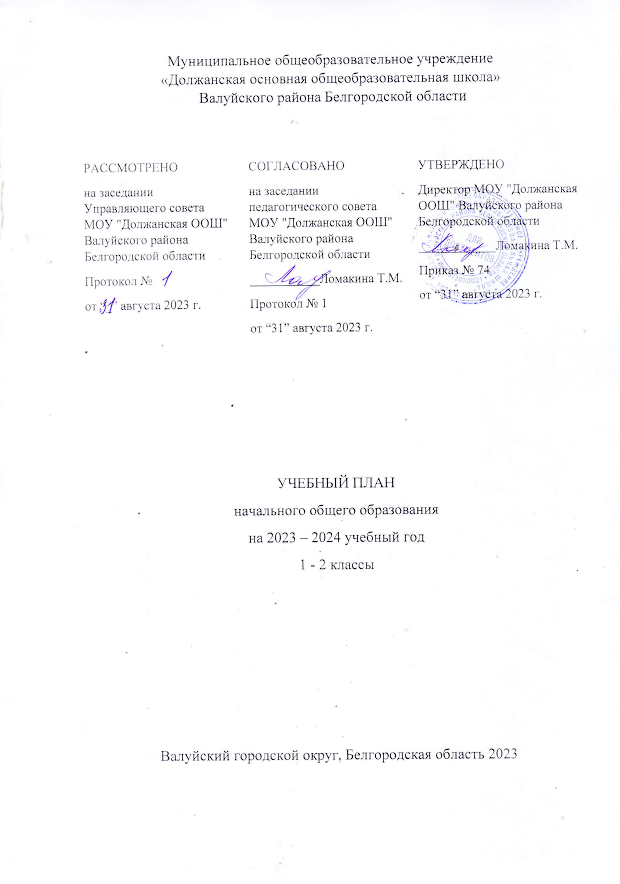 Муниципальное общеобразовательное учреждение
«Должанская основная общеобразовательная школа»
Валуйского района Белгородской области
РАССМОТРЕНО
на заседании
Управляющего совета
МОУ "Должанская ООШ"
Валуйского района
Белгородской области
Протокол № 1
от 31 августа 2023 г.
СОГЛАСОВАНО
на заседании
педагогического совета
МОУ "Должанская ООШ"
Валуйского района
Белгородской области
Ломакина Т.М.
Протокол № 1
от “31” августа 2023 г.
УТВЕРЖДЕНО
Директор МОУ "Должанская
ООШ" Валуйского района
Белгородской области
Ломакина Т.М.
Приказ № 74
от “31” августа 2023 г.
УЧЕБНЫЙ ПЛАН
начального общего образования
на 2023 – 2024 учебный год
1 - 2 классы
Валуйский городской округ, Белгородская область 2023